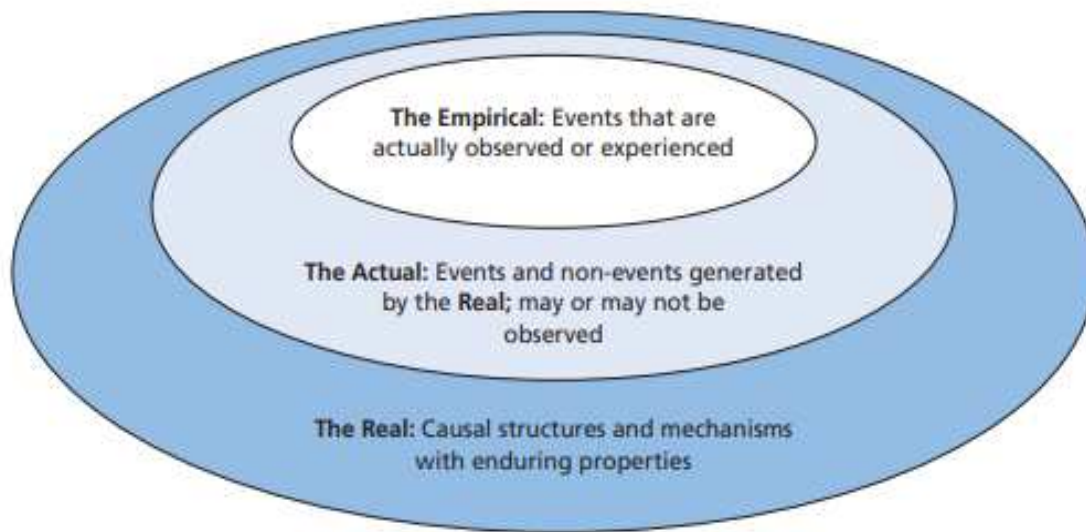 The Empirical: Events that are
actually observed or experienced
The Actual: Events and non-events generated
by the Real; may or may not be
observed
The Real: Causal structures and mechanisms
with enduring properties